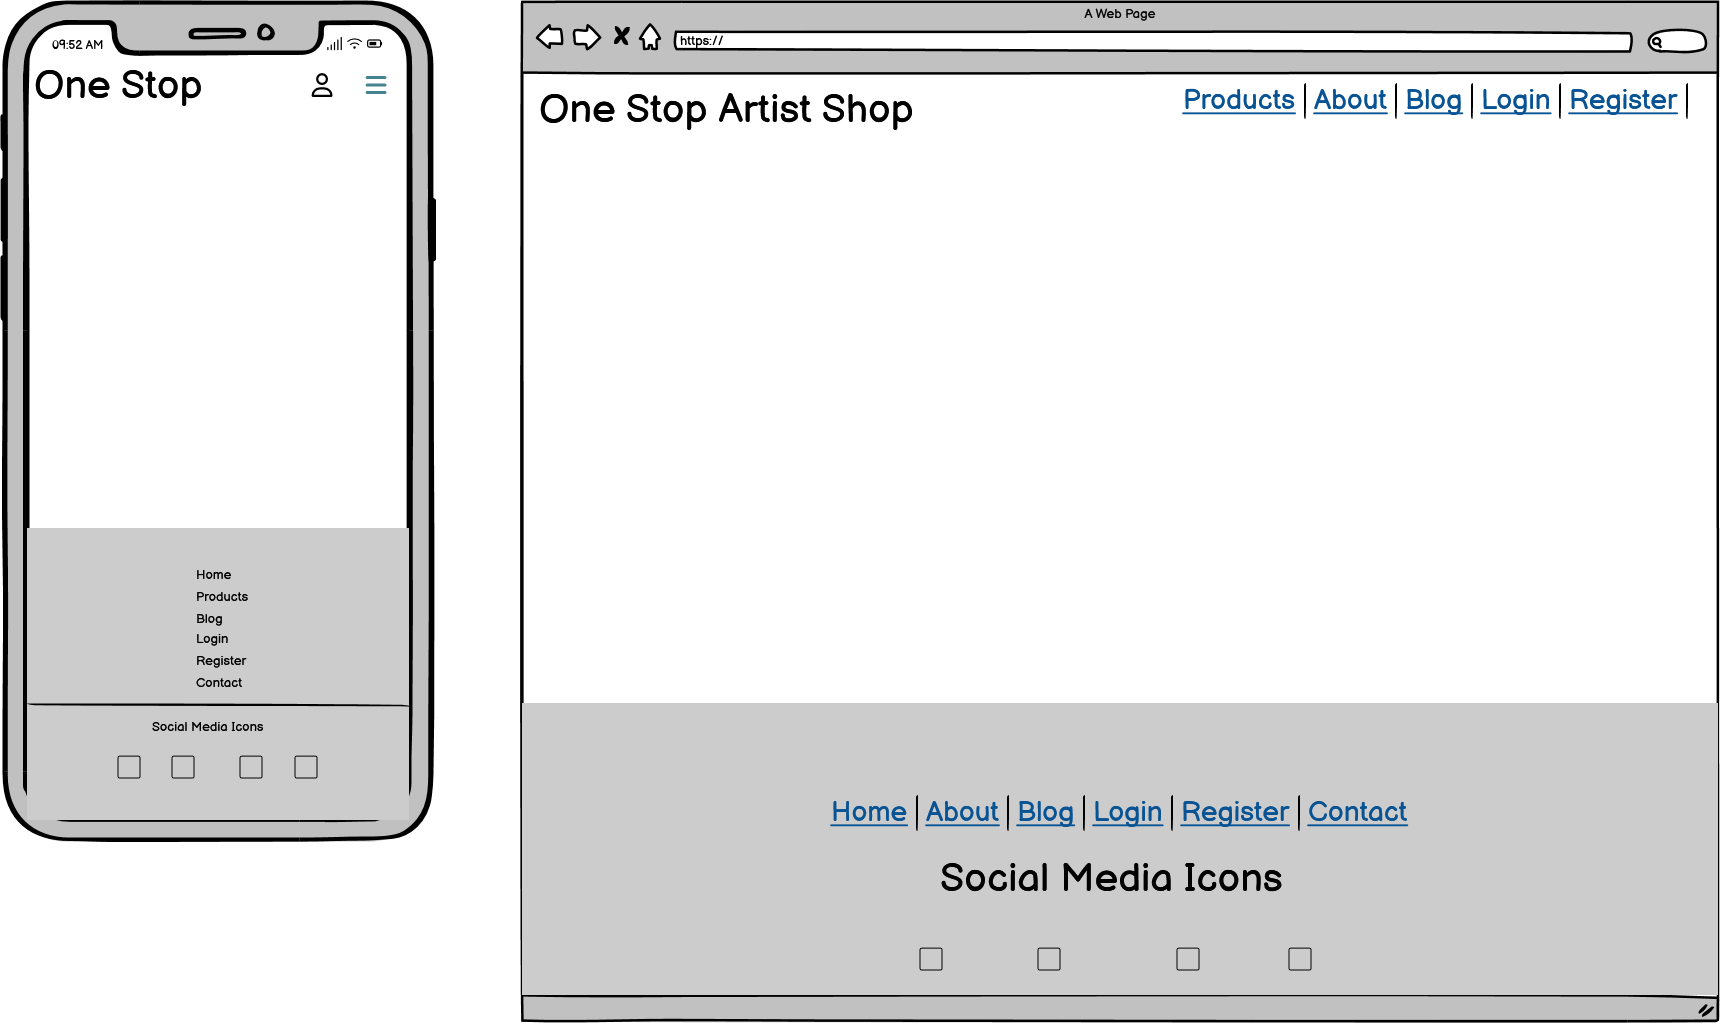 09:52 AM
One Stop
Home
Products
Blog
Login
Register
Contact
Social Media Icons
A Web Page
https://
One Stop Artist Shop
Products | About | Blog | Login | Register |
Home | About | Blog | Login | Register | Contact
Social Media Icons